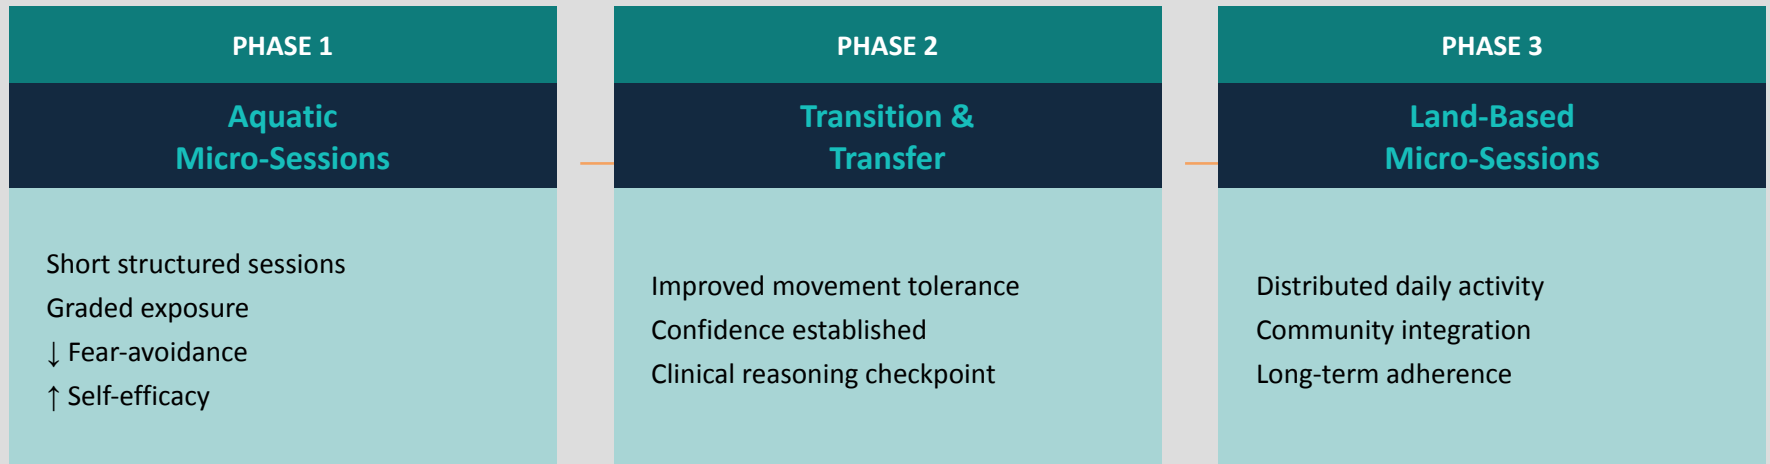 PHASE 1
Aquatic
Micro-Sessions
Short structured sessions
Graded exposure
↓ Fear-avoidance
↑ Self-efficacy
PHASE 2
Transition &
Transfer
Improved movement tolerance
Confidence established
Clinical reasoning checkpoint
PHASE 3
Land-Based
Micro-Sessions
Distributed daily activity
Community integration
Long-term adherence